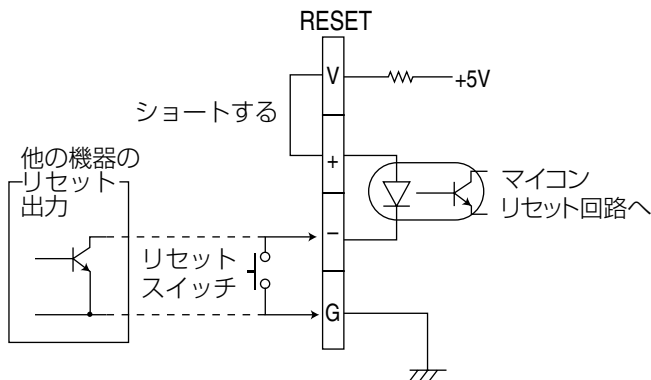 RESET
V
+5V
ショートする
+
他の機器の
リセット
出力
マイコン
リセット回路へ
−
リセット
スイッチ
G